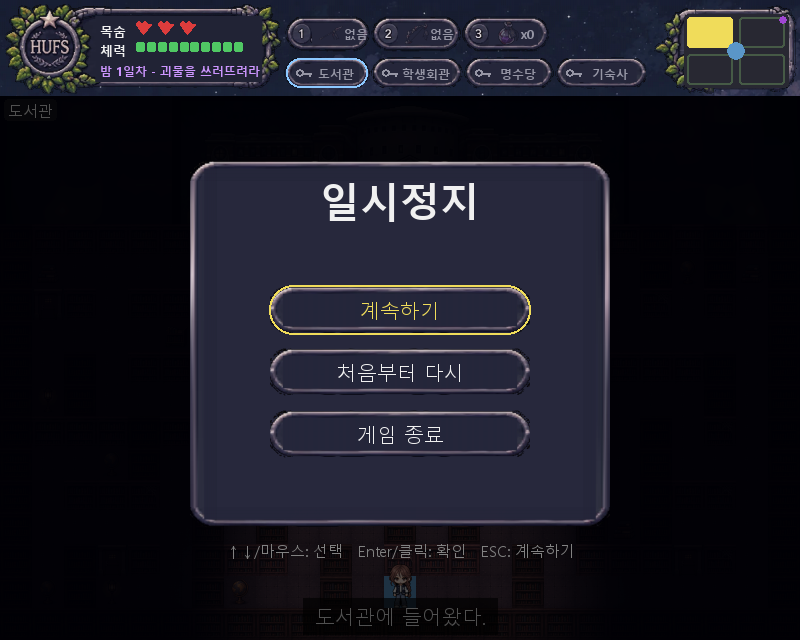 HUFS
목숨
체력
밤 1일차 - 괴물을 쓰러뜨려라
1 없음
2 없음
3 x0
도서관
학생회관
명수당
기숙사
도서관
일시정지
계속하기
처음부터 다시
게임 종료
↑↓/마우스: 선택 Enter/클릭: 확인 ESC: 계속하기
도서관에 들어왔다.